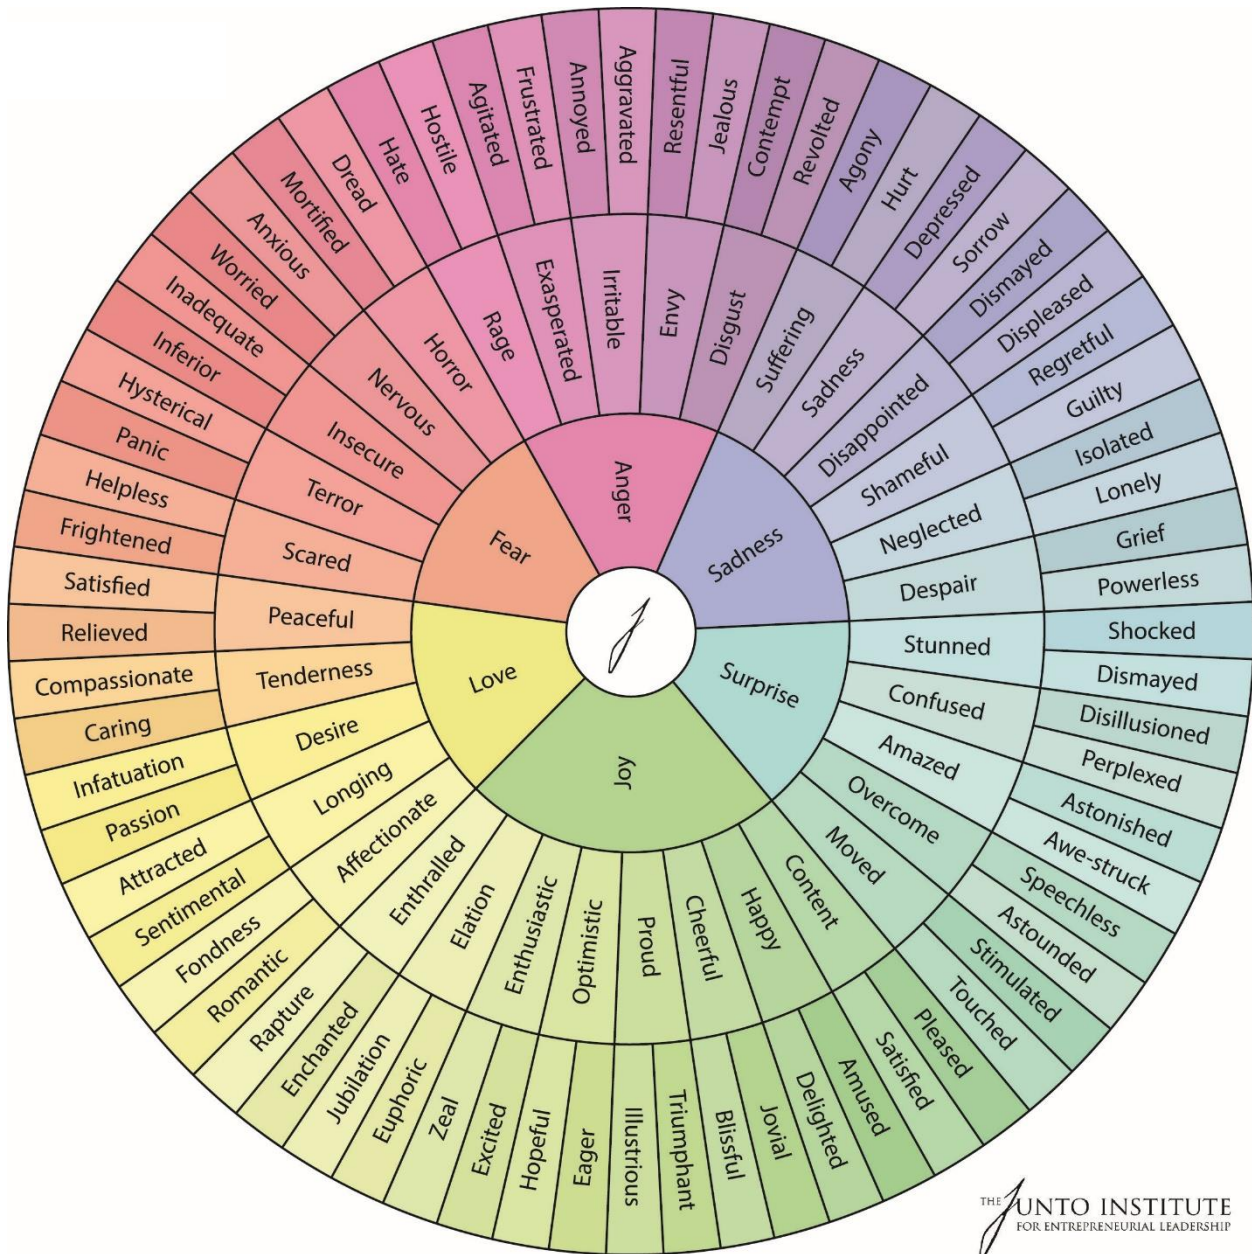 Anger
Sadness
Surprise
Joy
Love
Fear
Rage
Exasperated
Irritable
Envy
Disgust
Suffering
Sadness
Disappointed
Shameful
Neglected
Despair
Stunned
Confused
Amazed
Overcome
Moved
Content
Happy
Cheerful
Proud
Optimistic
Enthusiastic
Elation
Enthralled
Affectionate
Longing
Desire
Tenderness
Peaceful
Scared
Terror
Insecure
Nervous
Horror
Hate
Hostile
Agitated
Frustrated
Annoyed
Aggravated
Resentful
Jealous
Contempt
Revolted
Agony
Hurt
Depressed
Sorrow
Dismayed
Displeased
Regretful
Guilty
Isolated
Lonely
Grief
Powerless
Shocked
Dismayed
Disillusioned
Perplexed
Astonished
Awe-struck
Speechless
Astounded
Stimulated
Touched
Pleased
Satisfied
Amused
Delighted
Jovial
Blissful
Triumphant
Illustrious
Eager
Hopeful
Excited
Zeal
Euphoric
Jubilation
Enchanted
Rapture
Romantic
Fondness
Sentimental
Attracted
Passion
Infatuation
Caring
Compassionate
Relieved
Satisfied
Frightened
Helpless
Panic
Hysterical
Inferior
Inadequate
Worried
Anxious
Mortified
Dread
THE JUNTO INSTITUTE
FOR ENTREPRENEURIAL LEADERSHIP